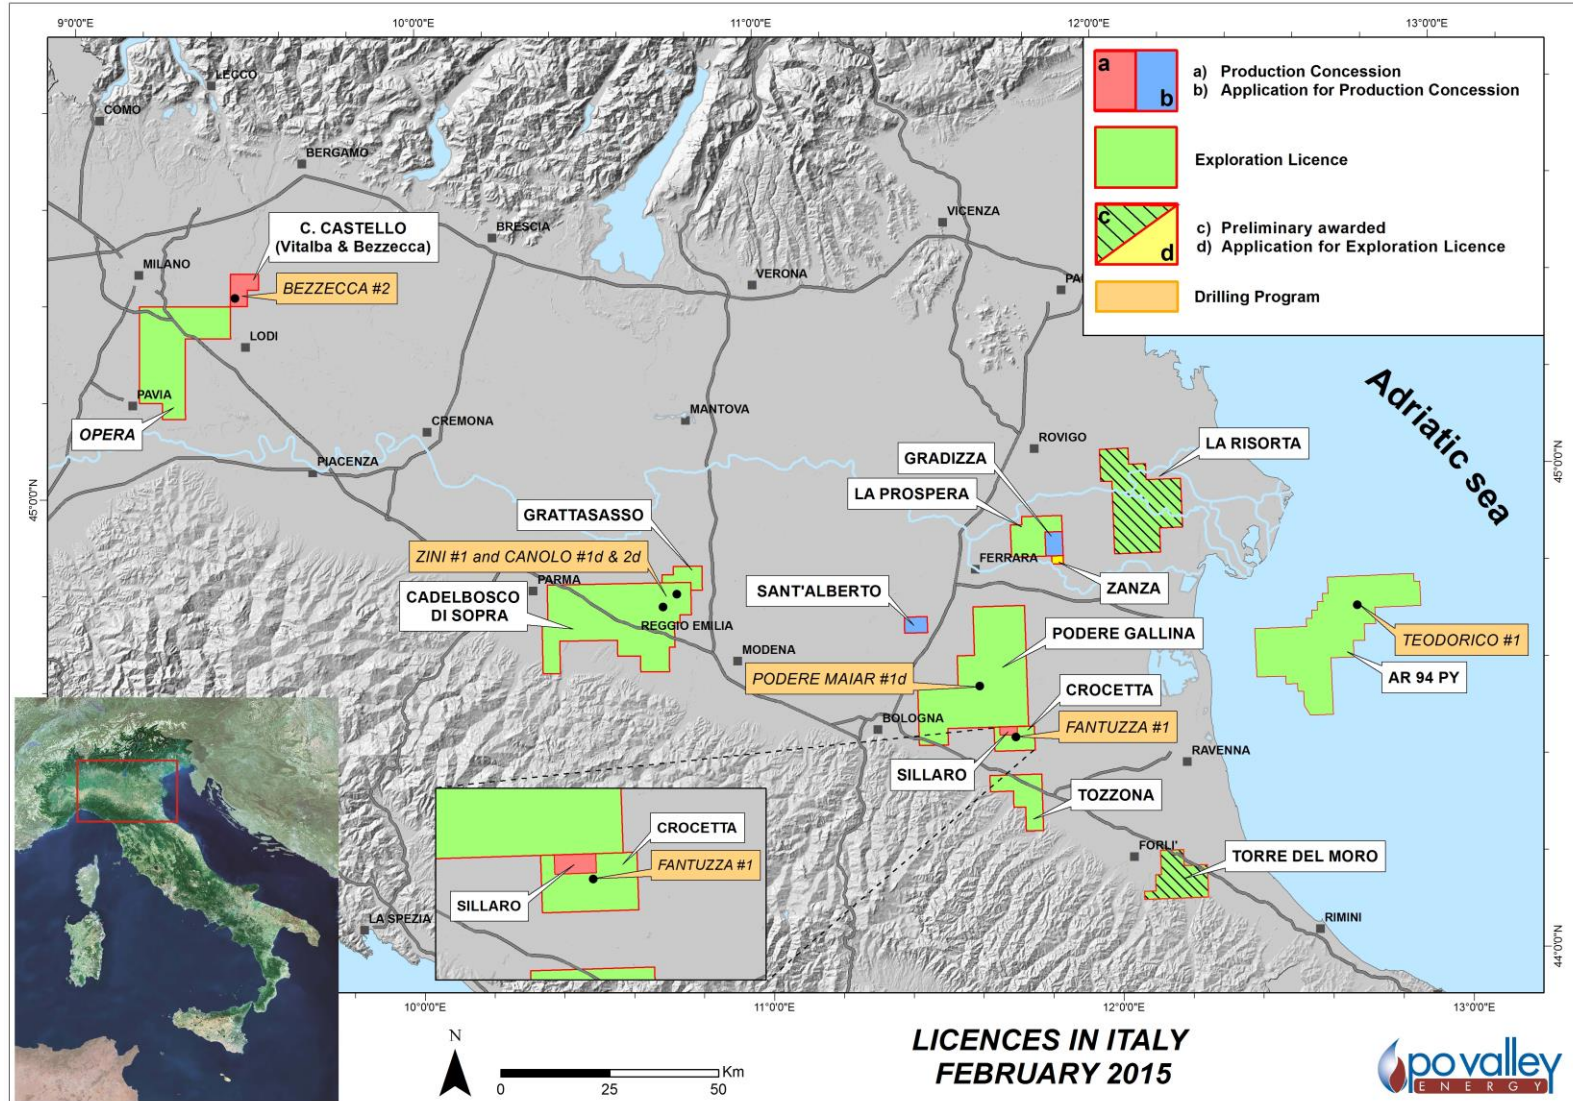 9°0'0"E
10°0'0"E
11°0'0"E
12°0'0"E
13°0'0"E
LECCO
COMO
BERGAMO
BRESCIA
VICENZA
C. CASTELLO
(Vitalba & Bezzecca)
MILANO
BEZZECCA #2
VERONA
PA
LODI
PAVIA
OPERA
CREMONA
MANTOVA
PIACENZA
ROVIGO
LA RISORTA
GRADIZZA
LA PROSPERA
45°0'0"N
45°0'0"N
GRATTASASSO
ZINI #1 and CANOLO #1d & 2d
PARMA
FERRARA
ZANZA
CADELBOSCO
DI SOPRA
SANT'ALBERTO
REGGIO EMILIA
PODERE GALLINA
TEODORICO #1
MODENA
PODERE MAIAR #1d
AR 94 PY
CROCETTA
BOLOGNA
FANTUZZA #1
RAVENNA
SILLARO
TOZZONA
CROCETTA
FANTUZZA #1
SILLARO
FORLI'
TORRE DEL MORO
LA SPEZIA
RIMINI
44°0'0"N
Adriatic sea
a
b
a) Production Concession
b) Application for Production Concession
Exploration Licence
c
d
c) Preliminary awarded
d) Application for Exploration Licence
Drilling Program
10°0'0"E
11°0'0"E
12°0'0"E
13°0'0"E
N
Km
0
25
50
LICENCES IN ITALY
FEBRUARY 2015
po valley
ENERGY